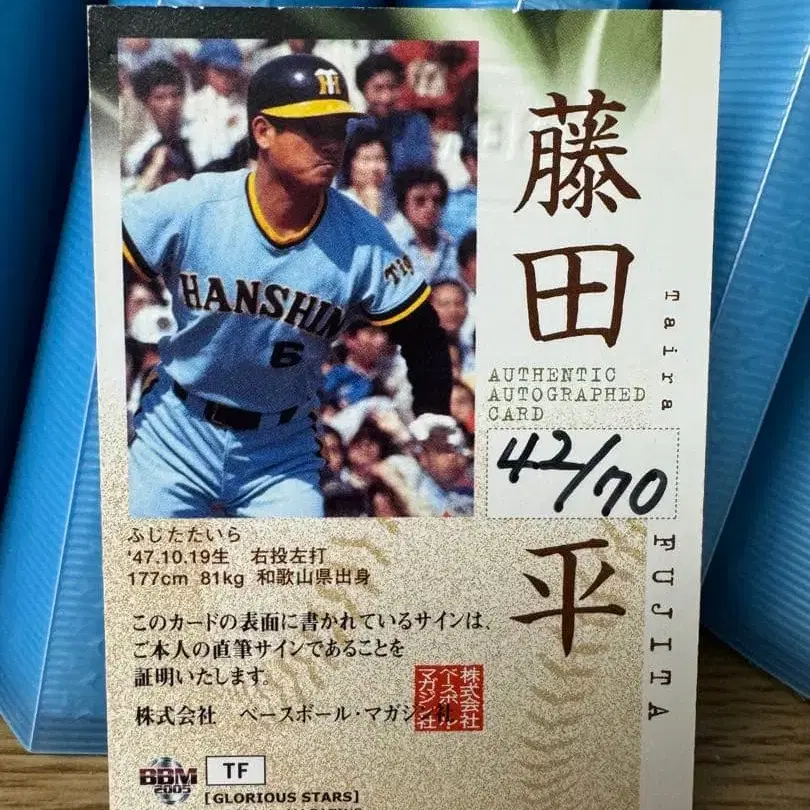 TH
HANSHIN
Tig
6
藤田平
Taira
FUJITA
AUTHENTIC
AUTOGRAPHED
CARD
42/70
ふじたたいら
'47.10.19生 右投左打
177cm 81kg 和歌山県出身
このカードの表面に書かれているサインは、
ご本人の直筆サインであることを
証明いたします。
株式会社 ベースボール・マガジン社
株式会社
ベースボール・
マガジン社
BBM
2005
TF
[GLORIOUS STARS]